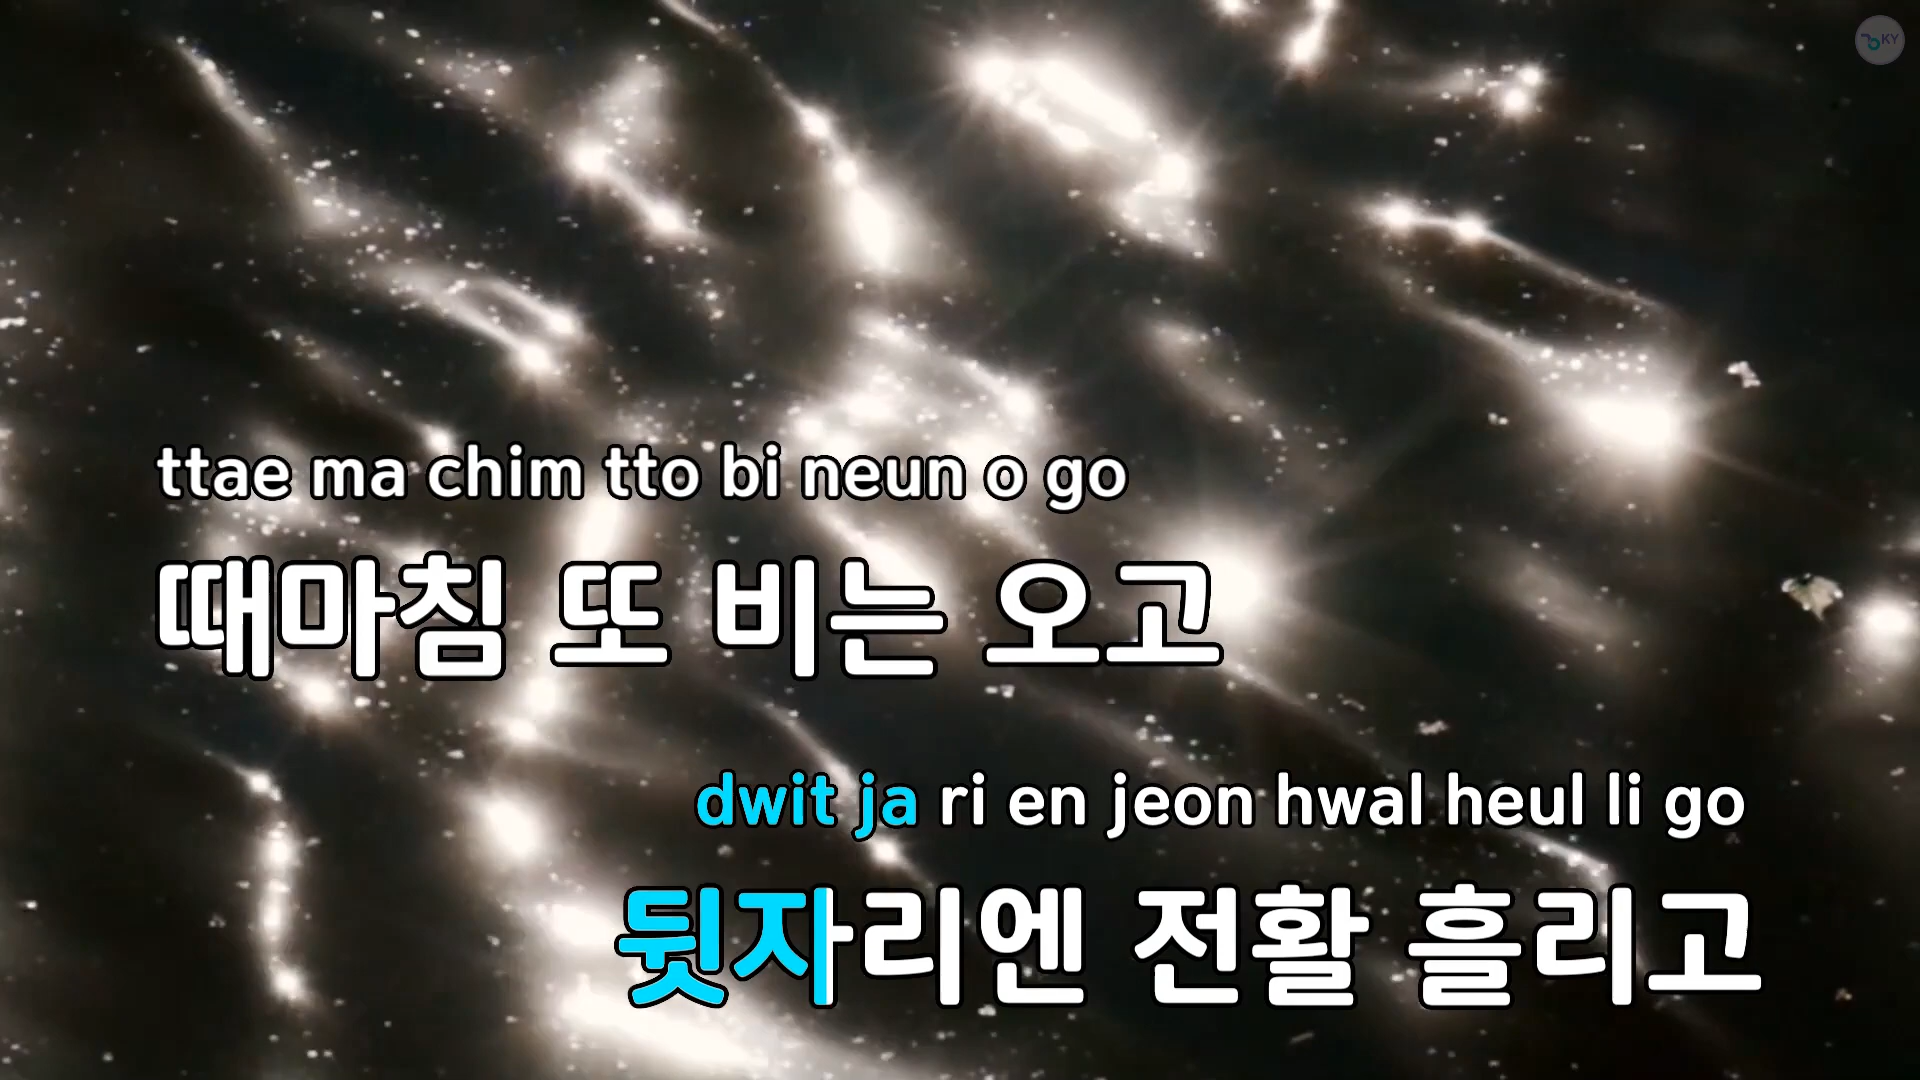 KY
ttae ma chim tto bi neun o go
때마침 또 비는 오고
dwit ja ri en jeon hwal heul li go
뒷자리엔 전활 흘리고